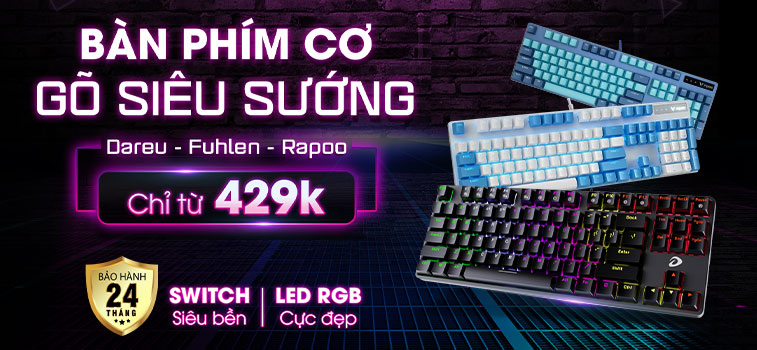 BÀN PHÍM CƠ
GÕ SIÊU SƯỚNG
Dareu - Fuhlen - Rapoo
Chỉ từ 429k
BẢO HÀNH
24
THÁNG
SWITCH
Siêu bền
LED RGB
Cực đẹp